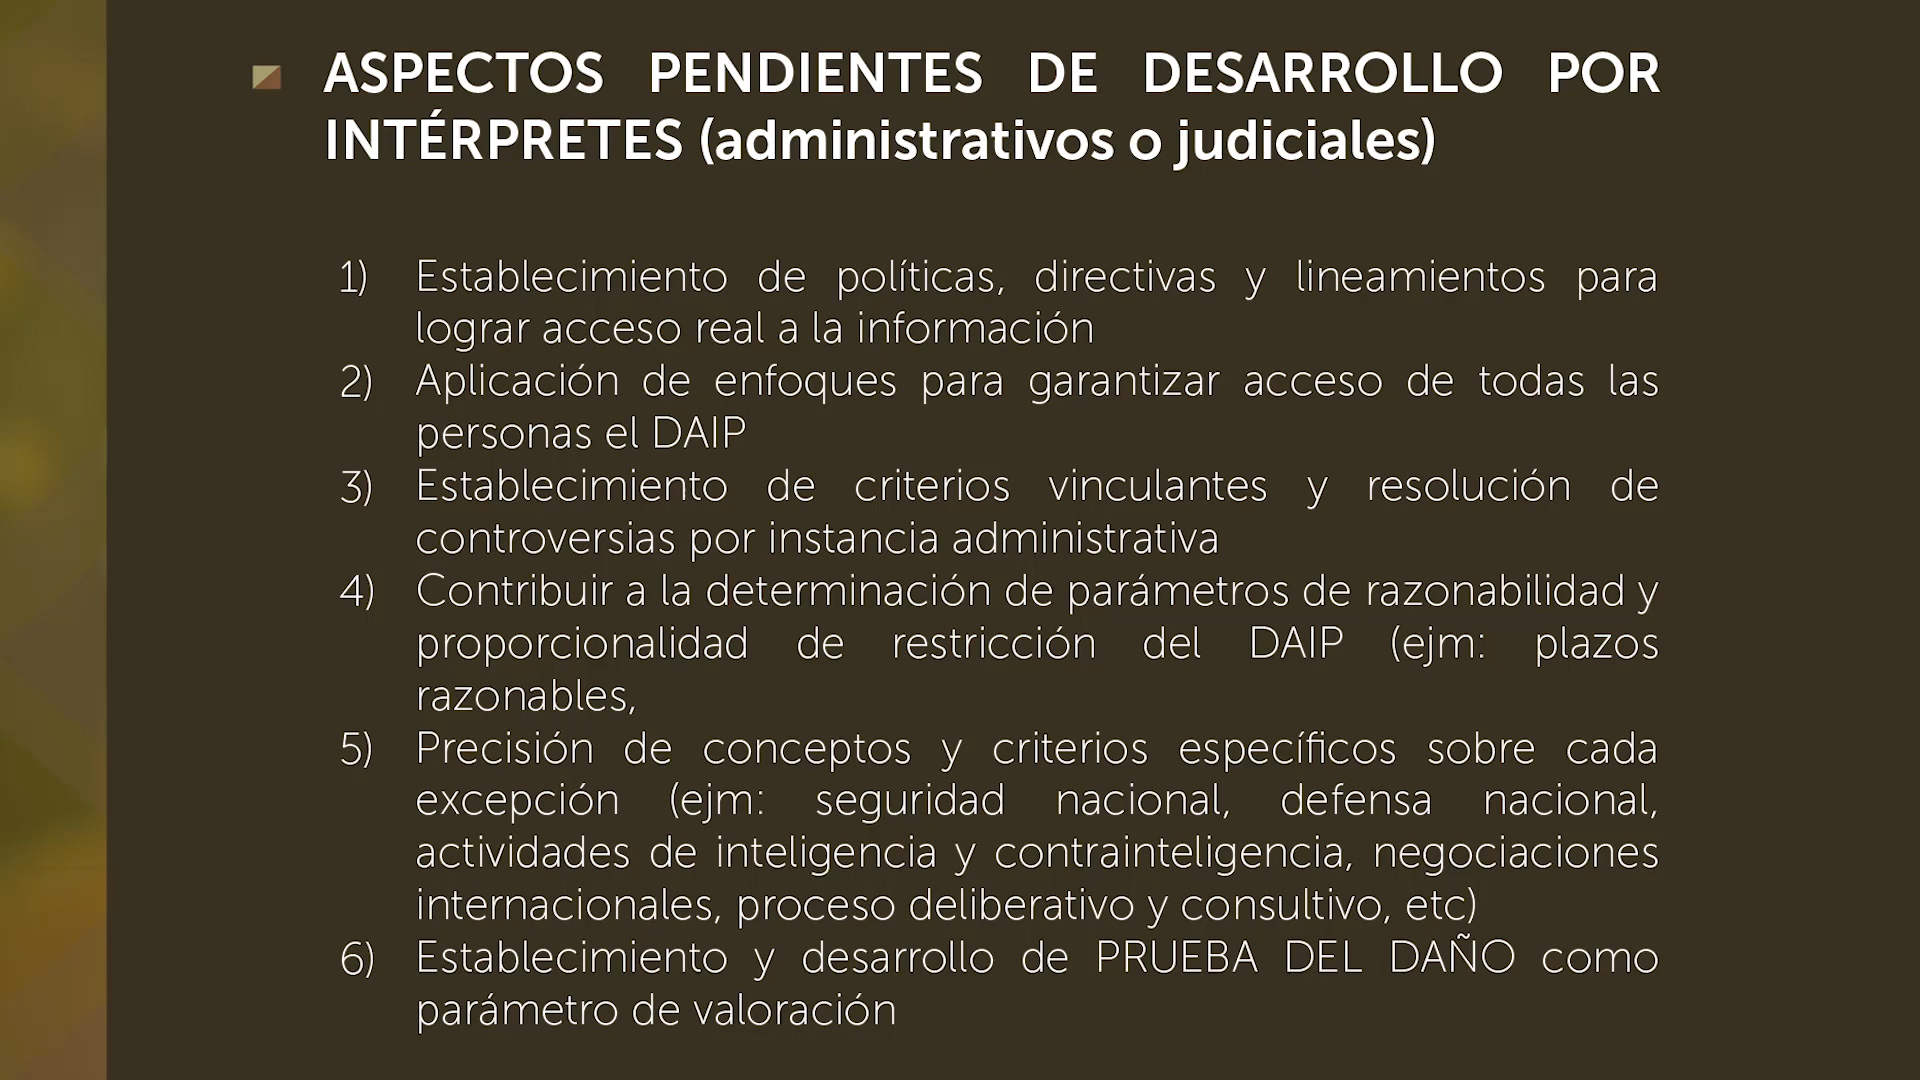 ASPECTOS PENDIENTES DE DESARROLLO POR
INTÉRPRETES (administrativos o judiciales)
1) Establecimiento de políticas, directivas y lineamientos para
lograr acceso real a la información
2) Aplicación de enfoques para garantizar acceso de todas las
personas el DAIP
3) Establecimiento de criterios vinculantes y resolución de
controversias por instancia administrativa
4) Contribuir a la determinación de parámetros de razonabilidad y
proporcionalidad de restricción del DAIP (ejm: plazos
razonables,
5) Precisión de conceptos y criterios específicos sobre cada
excepción (ejm: seguridad nacional, defensa nacional,
actividades de inteligencia y contrainteligencia, negociaciones
internacionales, proceso deliberativo y consultivo, etc)
6) Establecimiento y desarrollo de PRUEBA DEL DAÑO como
parámetro de valoración